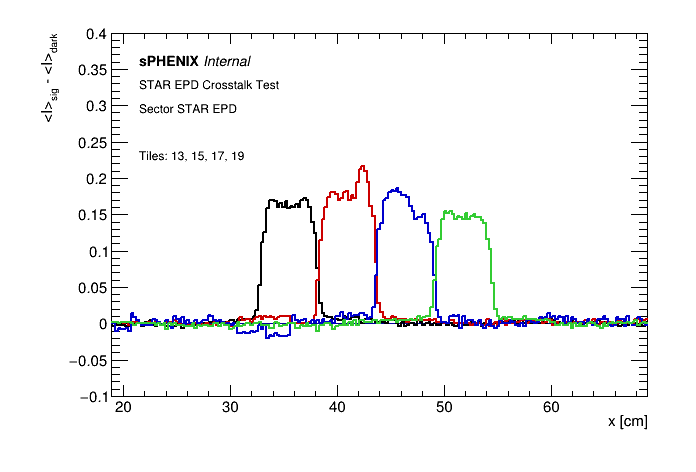 <I>sig - <I>dark
0.4
0.35
0.3
0.25
0.2
0.15
0.1
0.05
0
−0.05
−0.1
sPHENIX Internal
STAR EPD Crosstalk Test
Sector STAR EPD
Tiles: 13, 15, 17, 19
20 30 40 50 60
x [cm]